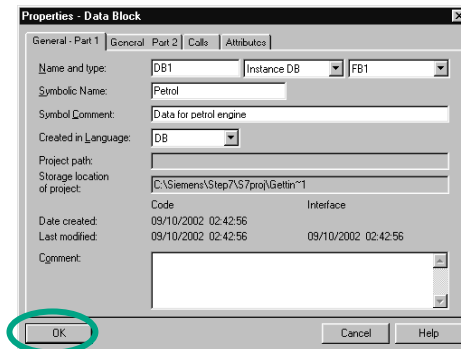 Properties - Data Block
General - Part 1 General Part 2 Calls Attributes
Name and type: DB1 Instance DB FB1
Symbolic Name: Petrol
Symbol Comment: Data for petrol engine
Created in Language: DB
Project path:
Storage location
of project: C:\Siemens\Step7\S7proj\Gettin~1
Code Interface
Date created: 09/10/2002 02:42:56
Last modified: 09/10/2002 02:42:56 09/10/2002 02:42:56
Comment:
OK Cancel Help